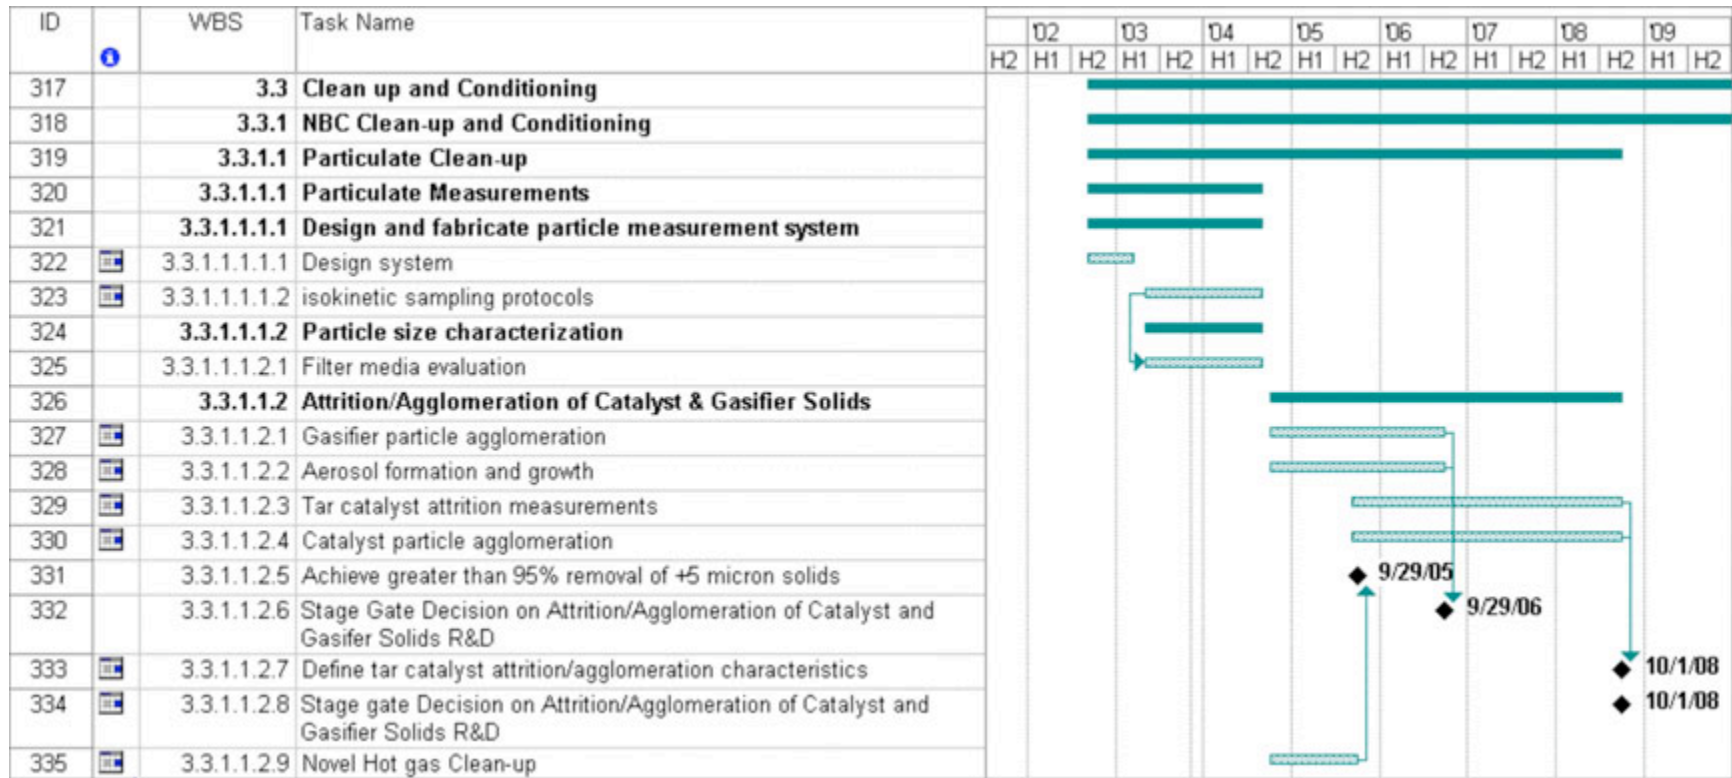 ID WBS Task Name '02 '03 '04 '05 '06 '07 '08 '09
H2 H1 H2 H1 H2 H1 H2 H1 H2 H1 H2 H1 H2 H1 H2 H1 H2
317 3.3 Clean up and Conditioning
318 3.3.1 NBC Clean-up and Conditioning
319 3.3.1.1 Particulate Clean-up
320 3.3.1.1.1 Particulate Measurements
321 3.3.1.1.1.1 Design and fabricate particle measurement system
322 3.3.1.1.1.1.1 Design system
323 3.3.1.1.1.1.2 isokinetic sampling protocols
324 3.3.1.1.1.2 Particle size characterization
325 3.3.1.1.1.2.1 Filter media evaluation
326 3.3.1.1.2 Attrition/Agglomeration of Catalyst & Gasifier Solids
327 3.3.1.1.2.1 Gasifier particle agglomeration
328 3.3.1.1.2.2 Aerosol formation and growth
329 3.3.1.1.2.3 Tar catalyst attrition measurements
330 3.3.1.1.2.4 Catalyst particle agglomeration
331 3.3.1.1.2.5 Achieve greater than 95% removal of +5 micron solids 9/29/05
332 3.3.1.1.2.6 Stage Gate Decision on Attrition/Agglomeration of Catalyst and 9/29/06
Gasifer Solids R&D
333 3.3.1.1.2.7 Define tar catalyst attrition/agglomeration characteristics 10/1/08
334 3.3.1.1.2.8 Stage gate Decision on Attrition/Agglomeration of Catalyst and 10/1/08
Gasifier Solids R&D
335 3.3.1.1.2.9 Novel Hot gas Clean-up